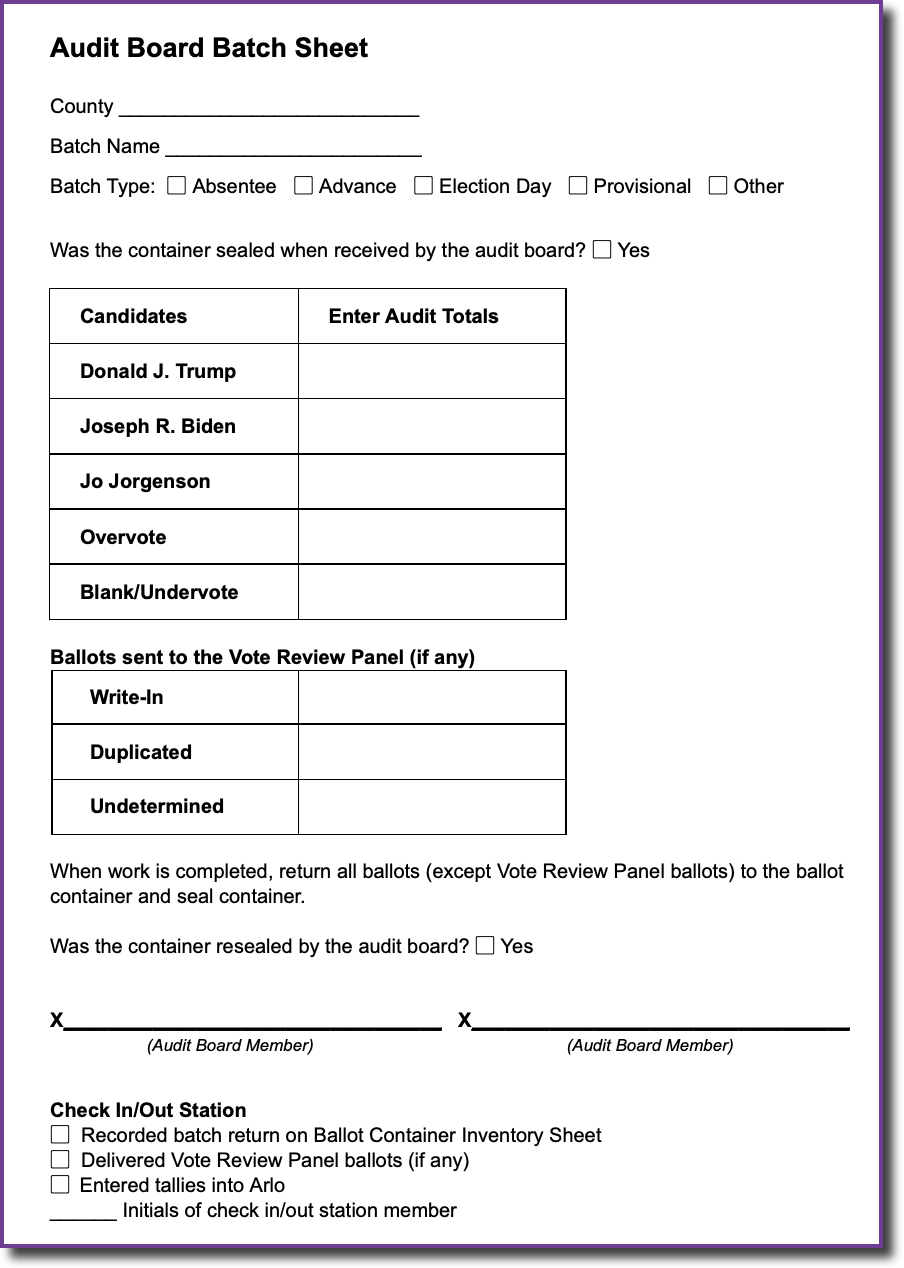 Audit Board Batch Sheet
County ___________________________
Batch Name _______________________
Batch Type: ☐ Absentee ☐ Advance ☐ Election Day ☐ Provisional ☐ Other
Was the container sealed when received by the audit board? ☐ Yes
Candidates Enter Audit Totals
Donald J. Trump
Joseph R. Biden
Jo Jorgenson
Overvote
Blank/Undervote
Ballots sent to the Vote Review Panel (if any)
Write-In
Duplicated
Undetermined
When work is completed, return all ballots (except Vote Review Panel ballots) to the ballot
container and seal container.
Was the container resealed by the audit board? ☐ Yes
X__________________________________ X__________________________________
(Audit Board Member) (Audit Board Member)
Check In/Out Station
☐ Recorded batch return on Ballot Container Inventory Sheet
☐ Delivered Vote Review Panel ballots (if any)
☐ Entered tallies into Arlo
______ Initials of check in/out station member